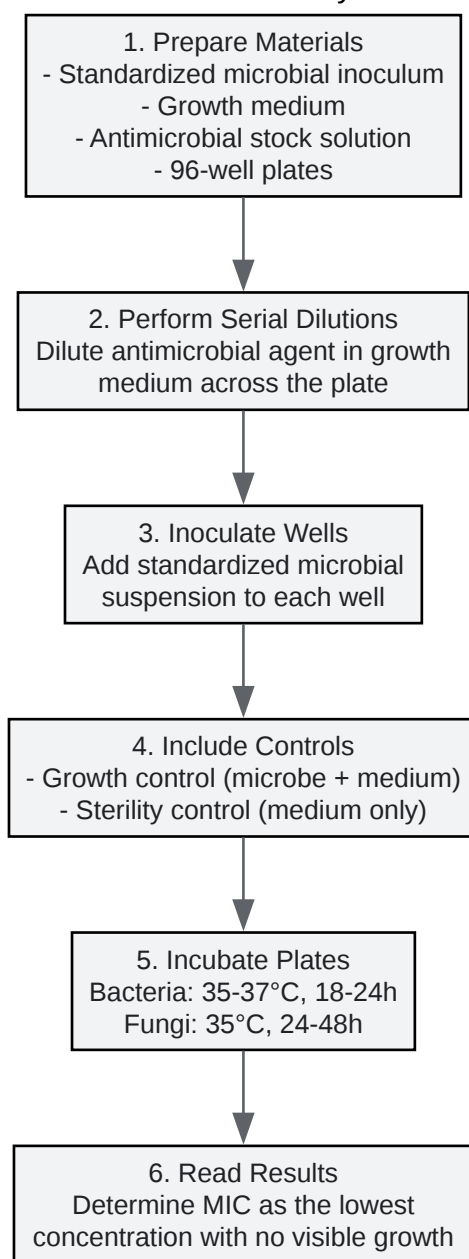 1. Prepare Materials
- Standardized microbial inoculum
- Growth medium
- Antimicrobial stock solution
- 96-well plates
2. Perform Serial Dilutions
Dilute antimicrobial agent in growth
medium across the plate
3. Inoculate Wells
Add standardized microbial
suspension to each well
4. Include Controls
- Growth control (microbe + medium)
- Sterility control (medium only)
5. Incubate Plates
Bacteria: 35-37°C, 18-24h
Fungi: 35°C, 24-48h
6. Read Results
Determine MIC as the lowest
concentration with no visible growth